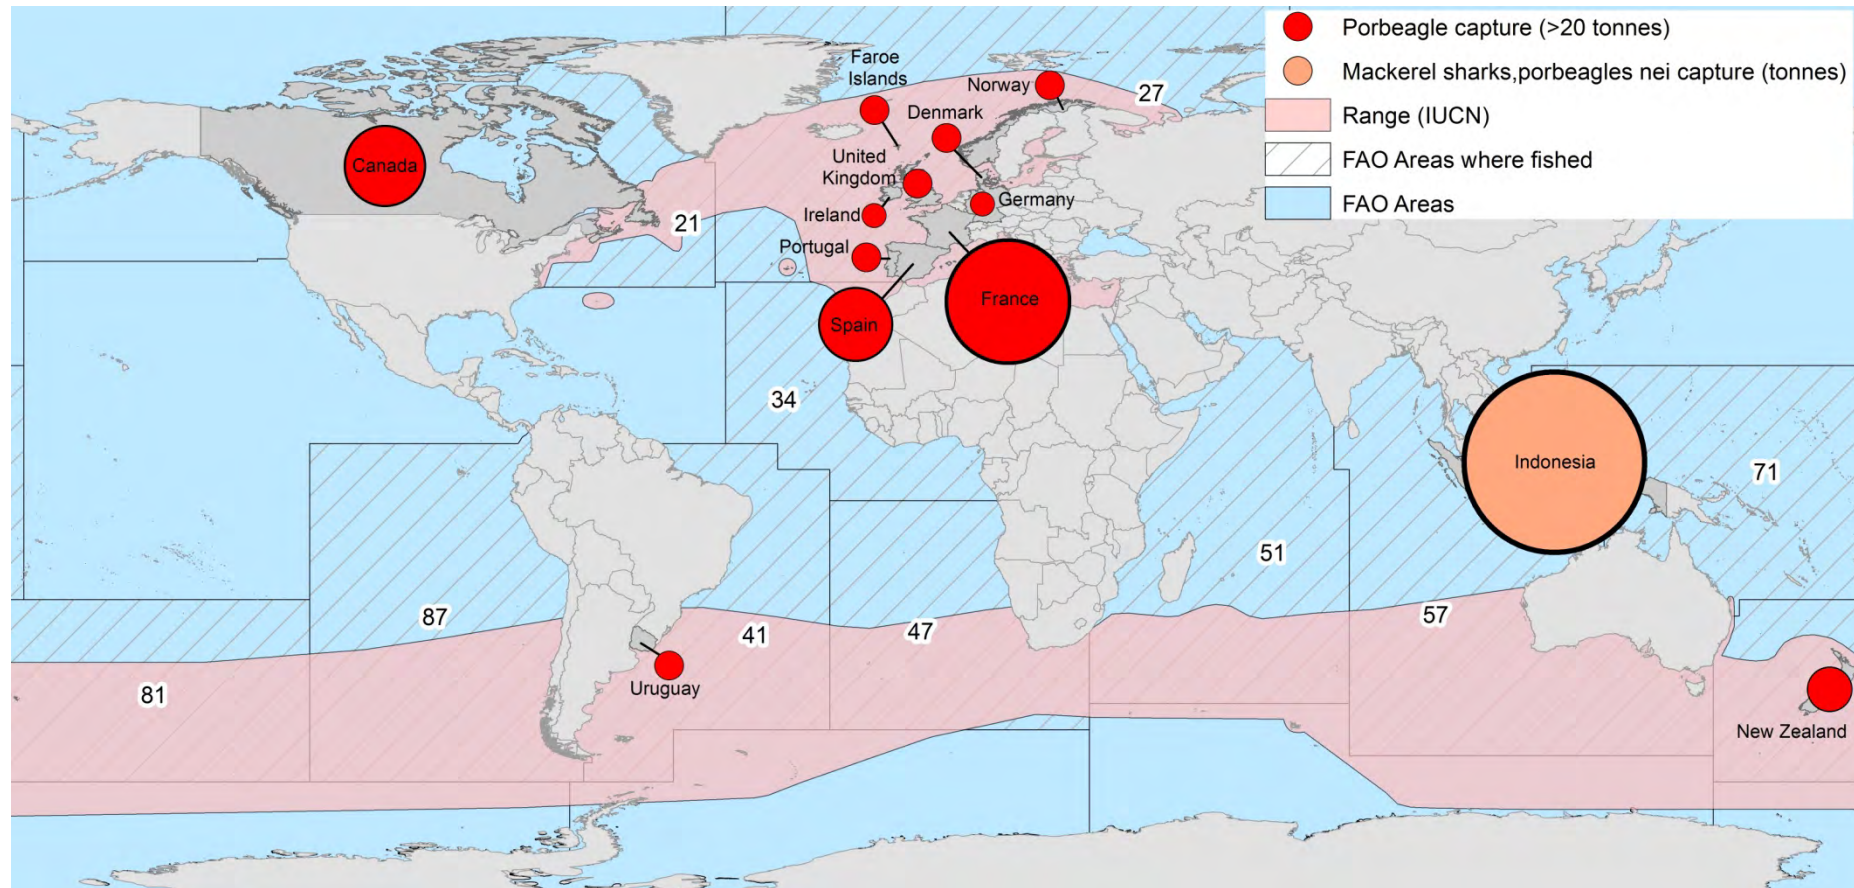 Porbeagle capture (>20 tonnes)
Mackerel sharks,porbeagles nei capture (tonnes)
Range (IUCN)
FAO Areas where fished
FAO Areas
Faroe
Islands
Norway
27
Denmark
Canada
United
Kingdom
Germany
Ireland
21
Portugal
France
Spain
34
Indonesia
71
51
87
41
47
57
Uruguay
81
New Zealand